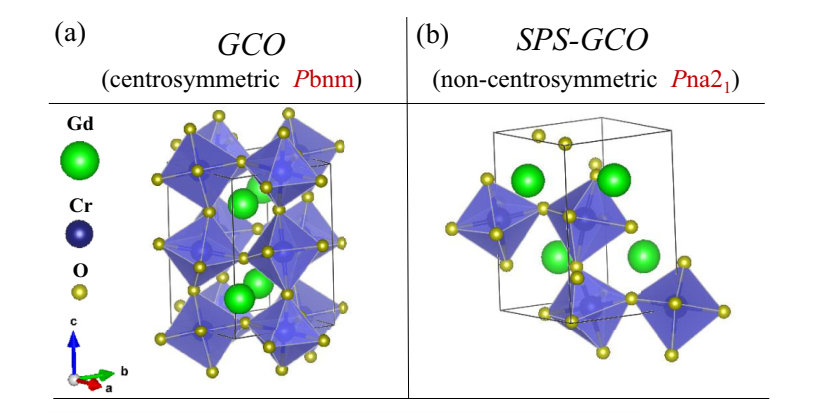 (a)
GCO
(centrosymmetric Pbnm)
(b)
SPS-GCO
(non-centrosymmetric Pna2₁)
Gd
Cr
O
c
b
a